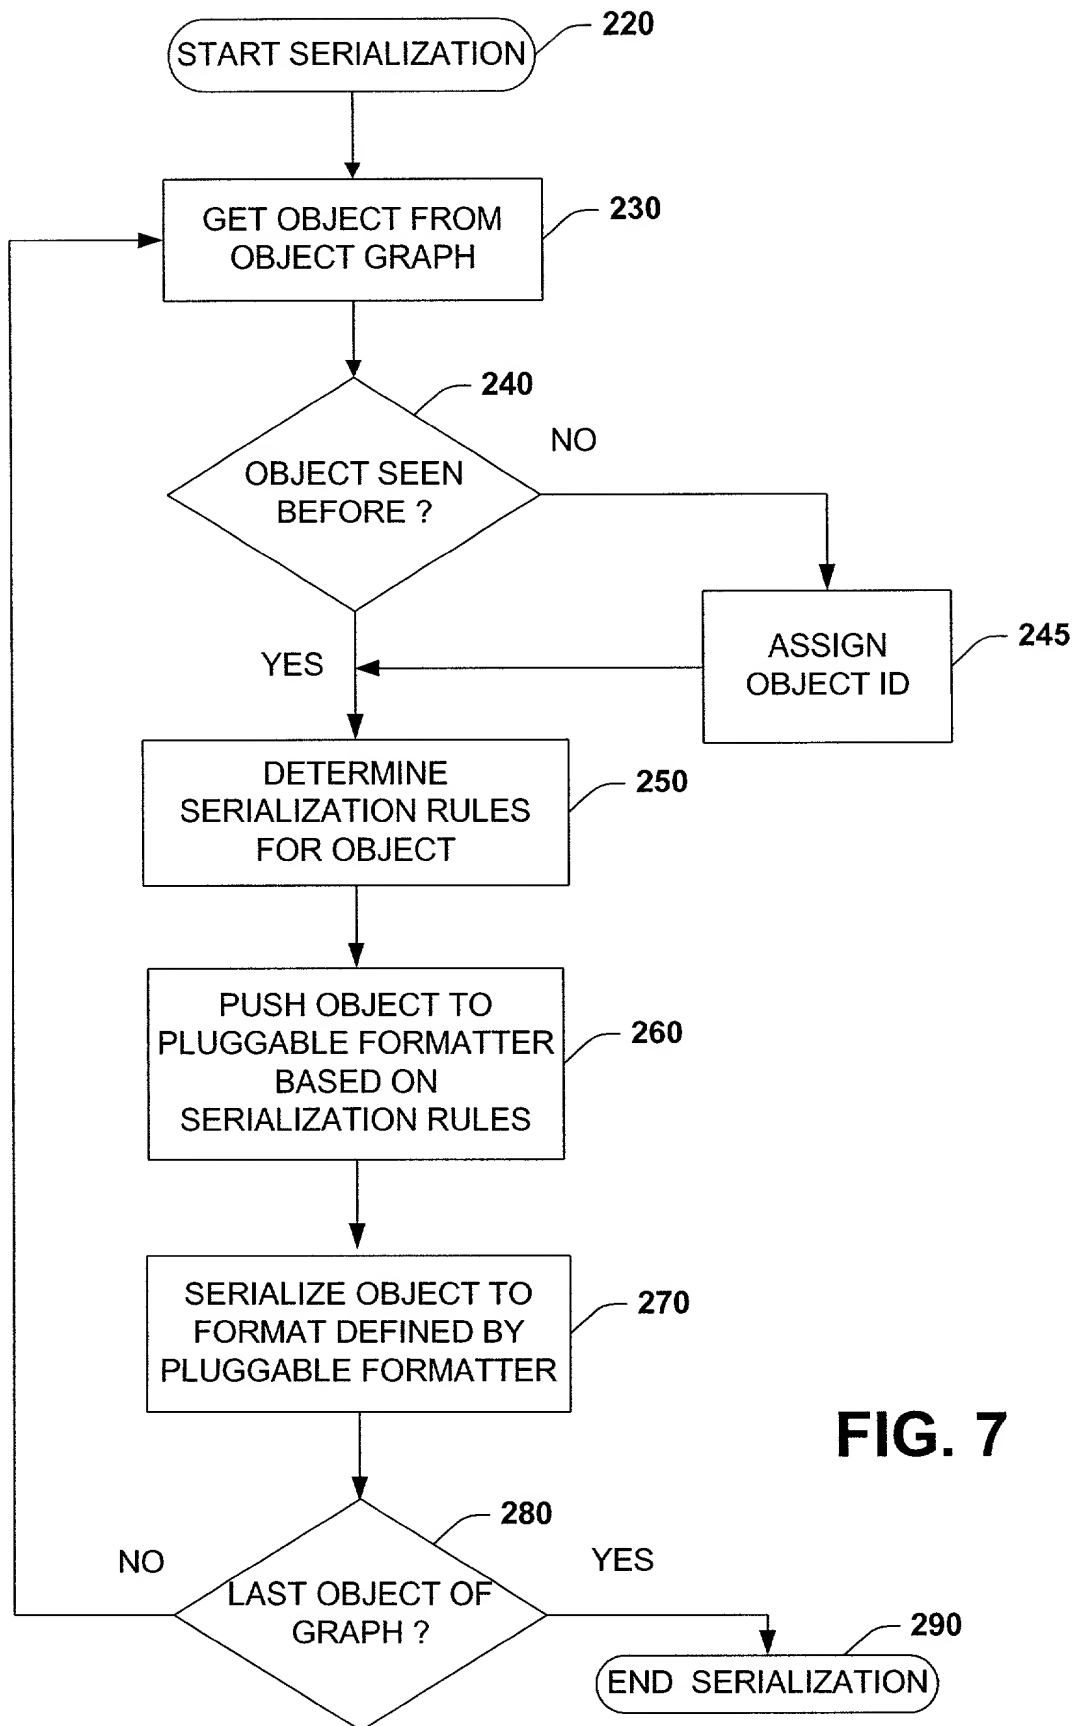 START SERIALIZATION
220
GET OBJECT FROM
OBJECT GRAPH
230
240
OBJECT SEEN
BEFORE ?
NO
YES
ASSIGN
OBJECT ID
245
DETERMINE
SERIALIZATION RULES
FOR OBJECT
250
PUSH OBJECT TO
PLUGGABLE FORMATTER
BASED ON
SERIALIZATION RULES
260
SERIALIZE OBJECT TO
FORMAT DEFINED BY
PLUGGABLE FORMATTER
270
FIG. 7
280
NO
YES
LAST OBJECT OF
GRAPH ?
290
END SERIALIZATION